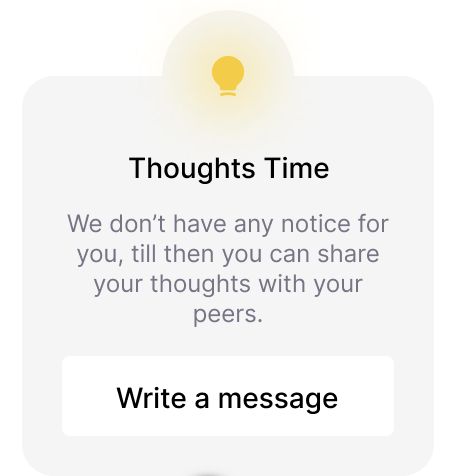 Thoughts Time
We don’t have any notice for
you, till then you can share
your thoughts with your
peers.
Write a message